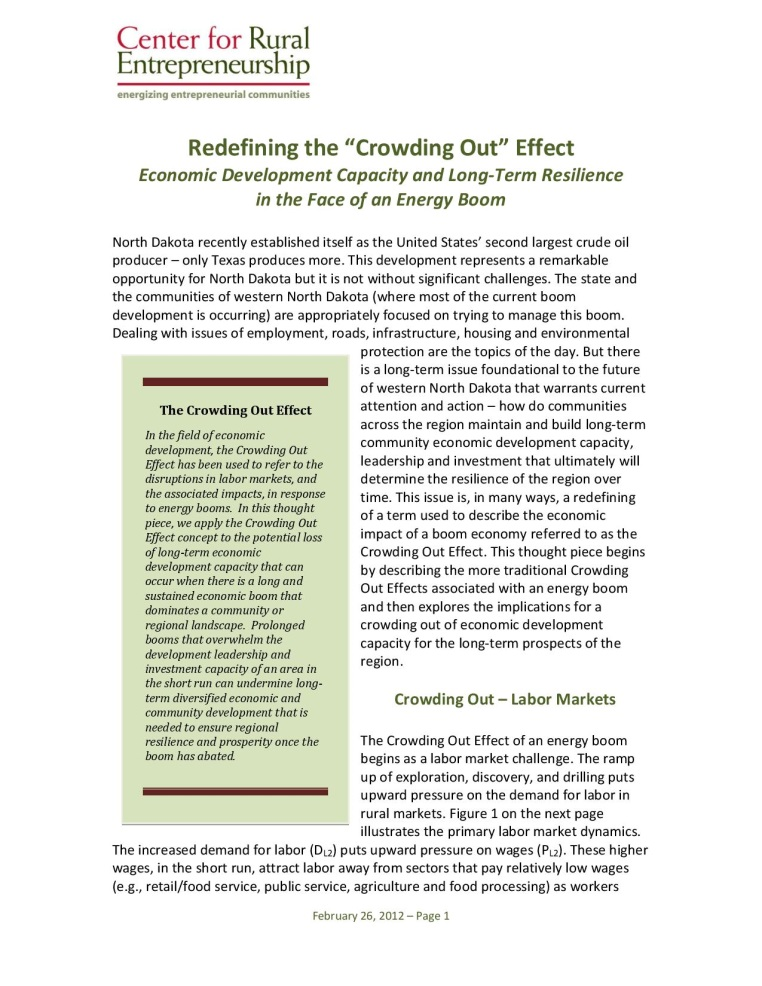 Center for Rural
Entrepreneurship
energizing entrepreneurial communities
Redefining the “Crowding Out” Effect
Economic Development Capacity and Long-Term Resilience
in the Face of an Energy Boom
North Dakota recently established itself as the United States’ second largest crude oil
producer – only Texas produces more. This development represents a remarkable
opportunity for North Dakota but it is not without significant challenges. The state and
the communities of western North Dakota (where most of the current boom
development is occurring) are appropriately focused on trying to manage this boom.
Dealing with issues of employment, roads, infrastructure, housing and environmental
protection are the topics of the day. But there
is a long-term issue foundational to the future
of western North Dakota that warrants current
attention and action – how do communities
across the region maintain and build long-term
community economic development capacity,
leadership and investment that ultimately will
determine the resilience of the region over
time. This issue is, in many ways, a redefining
of a term used to describe the economic
impact of a boom economy referred to as the
Crowding Out Effect. This thought piece begins
by describing the more traditional Crowding
Out Effects associated with an energy boom
and then explores the implications for a
crowding out of economic development
capacity for the long-term prospects of the
region.
The Crowding Out Effect
In the field of economic
development, the Crowding Out
Effect has been used to refer to the
disruptions in labor markets, and
the associated impacts, in response
to energy booms.  In this thought
piece, we apply the Crowding Out
Effect concept to the potential loss
of long-term economic
development capacity that can
occur when there is a long and
sustained economic boom that
dominates a community or
regional landscape.  Prolonged
booms that overwhelm the
development leadership and
investment capacity of an area in
the short run can undermine long-
term diversified economic and
community development that is
needed to ensure regional
resilience and prosperity once the
boom has abated.
Crowding Out – Labor Markets
The Crowding Out Effect of an energy boom
begins as a labor market challenge. The ramp
up of exploration, discovery, and drilling puts
upward pressure on the demand for labor in
rural markets. Figure 1 on the next page
illustrates the primary labor market dynamics.
The increased demand for labor (DL2) puts upward pressure on wages (PL2). These higher
wages, in the short run, attract labor away from sectors that pay relatively low wages
(e.g., retail/food service, public service, agriculture and food processing) as workers
February 26, 2012 – Page 1